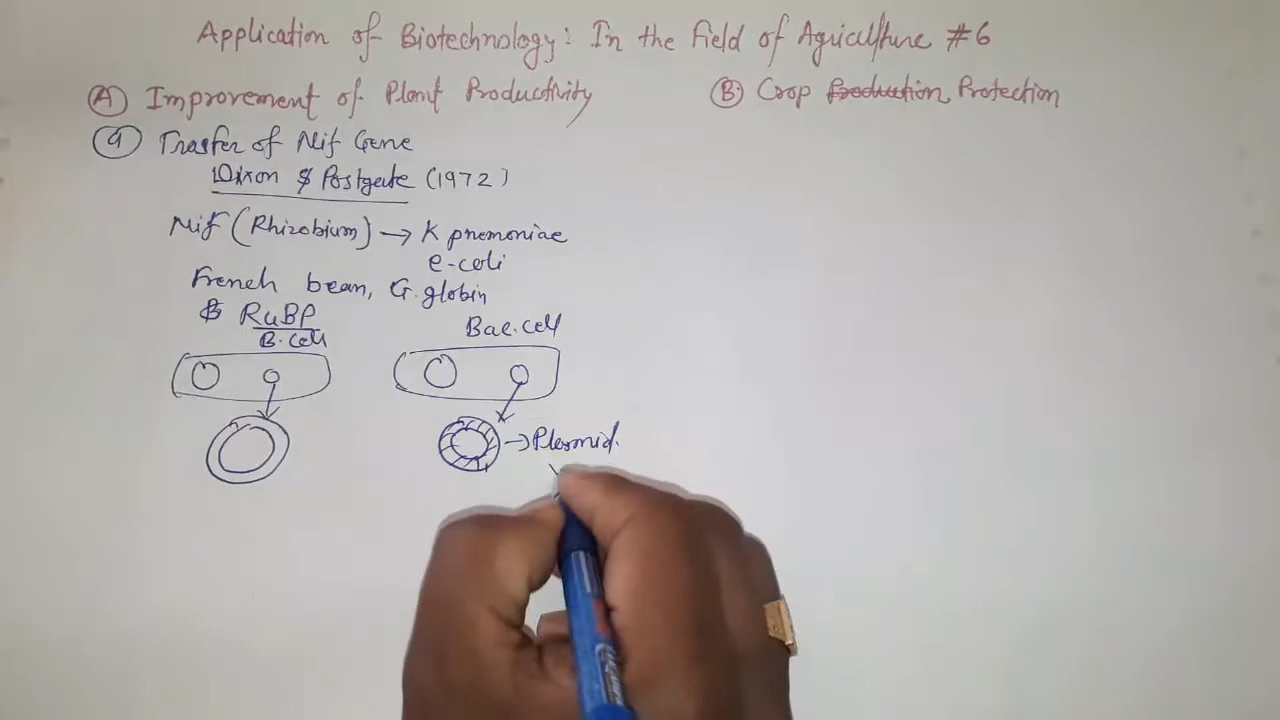 Application of Biotechnology: In the field of Agriculture #6
(A) Improvement of Plant Productivity
(B) Crop Production Protection
(a) Trasfer of Nif Gene
Dixon & Postgate (1972)
Nif (Rhizobium) → K pnemoniae
e-coli
French bean, G. globin
& RuBP
B. cell
Bac. cell
→ Plasmid.